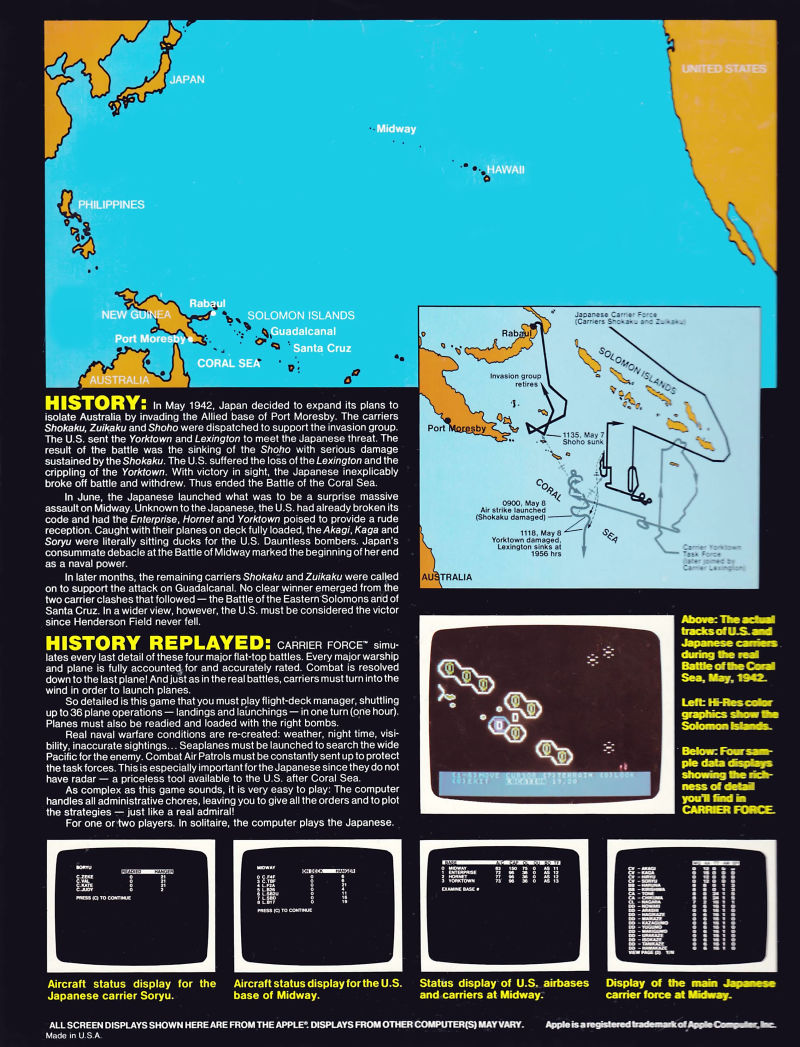 JAPAN
UNITED STATES
Midway
HAWAII
PHILIPPINES
Rabaul
NEW GUINEA
SOLOMON ISLANDS
Guadalcanal
Port Moresby
Santa Cruz
CORAL SEA
AUSTRALIA
Japanese Carrier Force
(Carriers Shokaku and Zuikaku)
Rabaul
SOLOMON ISLANDS
Invasion group
retires
Port Moresby
1135, May 7
Shoho sunk
CORAL
SEA
0900, May 8
Air strike launched
(Shokaku damaged)
1118, May 8
Yorktown damaged,
Lexington sinks at
1956 hrs
Carrier Yorktown
Task Force
(later joined by
Carrier Lexington)
AUSTRALIA
HISTORY: In May 1942, Japan decided to expand its plans to
isolate Australia by invading the Allied base of Port Moresby. The carriers
Shokaku, Zuikaku and Shoho were dispatched to support the invasion group.
The U.S. sent the Yorktown and Lexington to meet the Japanese threat. The
result of the battle was the sinking of the Shoho with serious damage
sustained by the Shokaku. The U.S. suffered the loss of the Lexington and the
crippling of the Yorktown. With victory in sight, the Japanese inexplicably
broke off battle and withdrew. Thus ended the Battle of the Coral Sea.
In June, the Japanese launched what was to be a surprise massive
assault on Midway. Unknown to the Japanese, the U.S. had already broken its
code and had the Enterprise, Hornet and Yorktown poised to provide a rude
reception. Caught with their planes on deck fully loaded, the Akagi, Kaga and
Soryu were literally sitting ducks for the U.S. Dauntless bombers. Japan's
consummate debacle at the Battle of Midway marked the beginning of her end
as a naval power.
In later months, the remaining carriers Shokaku and Zuikaku were called
on to support the attack on Guadalcanal. No clear winner emerged from the
two carrier clashes that followed — the Battle of the Eastern Solomons and of
Santa Cruz. In a wider view, however, the U.S. must be considered the victor
since Henderson Field never fell.
HISTORY REPLAYED: CARRIER FORCE™ simu-
lates every last detail of these four major flat-top battles. Every major warship
and plane is fully accounted for and accurately rated. Combat is resolved
down to the last plane! And just as in the real battles, carriers must turn into the
wind in order to launch planes.
So detailed is this game that you must play flight-deck manager, shuttling
up to 36 plane operations — landings and launchings — in one turn (one hour).
Planes must also be readied and loaded with the right bombs.
Real naval warfare conditions are re-created: weather, night time, visi-
bility, inaccurate sightings... Seaplanes must be launched to search the wide
Pacific for the enemy. Combat Air Patrols must be constantly sent up to protect
the task forces. This is especially important for the Japanese since they do not
have radar — a priceless tool available to the U.S. after Coral Sea.
As complex as this game sounds, it is very easy to play: The computer
handles all administrative chores, leaving you to give all the orders and to plot
the strategies — just like a real admiral!
For one or two players. In solitaire, the computer plays the Japanese.
Above: The actual
tracks of U.S. and
Japanese carriers
during the real
Battle of the Coral
Sea, May, 1942.
Left: Hi-Res color
graphics show the
Solomon Islands.
Below: Four sam-
ple data displays
showing the rich-
ness of detail
you'll find in
CARRIER FORCE.
(1-6)MOVE CURSOR (T)TERRAIN (L)LOOK
(E)EXIT
SORYU
READIED HANGER
C.ZEKE 0 21
C.VAL 0 21
C.KATE 0 21
C.JUDY 0 2
PRESS (C) TO CONTINUE
MIDWAY
ON DECK HANGER
PRESS (C) TO CONTINUE
BASE
0 MIDWAY
1 ENTERPRISE
2 HORNET
3 YORKTOWN
EXAMINE BASE #
CV - AKAGI
CV - KAGA
CV - HIRYU
CV - SORYU
BB - HARUNA
BB - KIRISHIMA
CA - TONE
CA - CHIKUMA
Aircraft status display for the
Japanese carrier Soryu.
Aircraft status display for the U.S.
base of Midway.
Status display of U.S. airbases
and carriers at Midway.
Display of the main Japanese
carrier force at Midway.
ALL SCREEN DISPLAYS SHOWN HERE ARE FROM THE APPLE®. DISPLAYS FROM OTHER COMPUTER(S) MAY VARY. Apple is a registered trademark of Apple Computer, Inc.
Made in U.S.A.